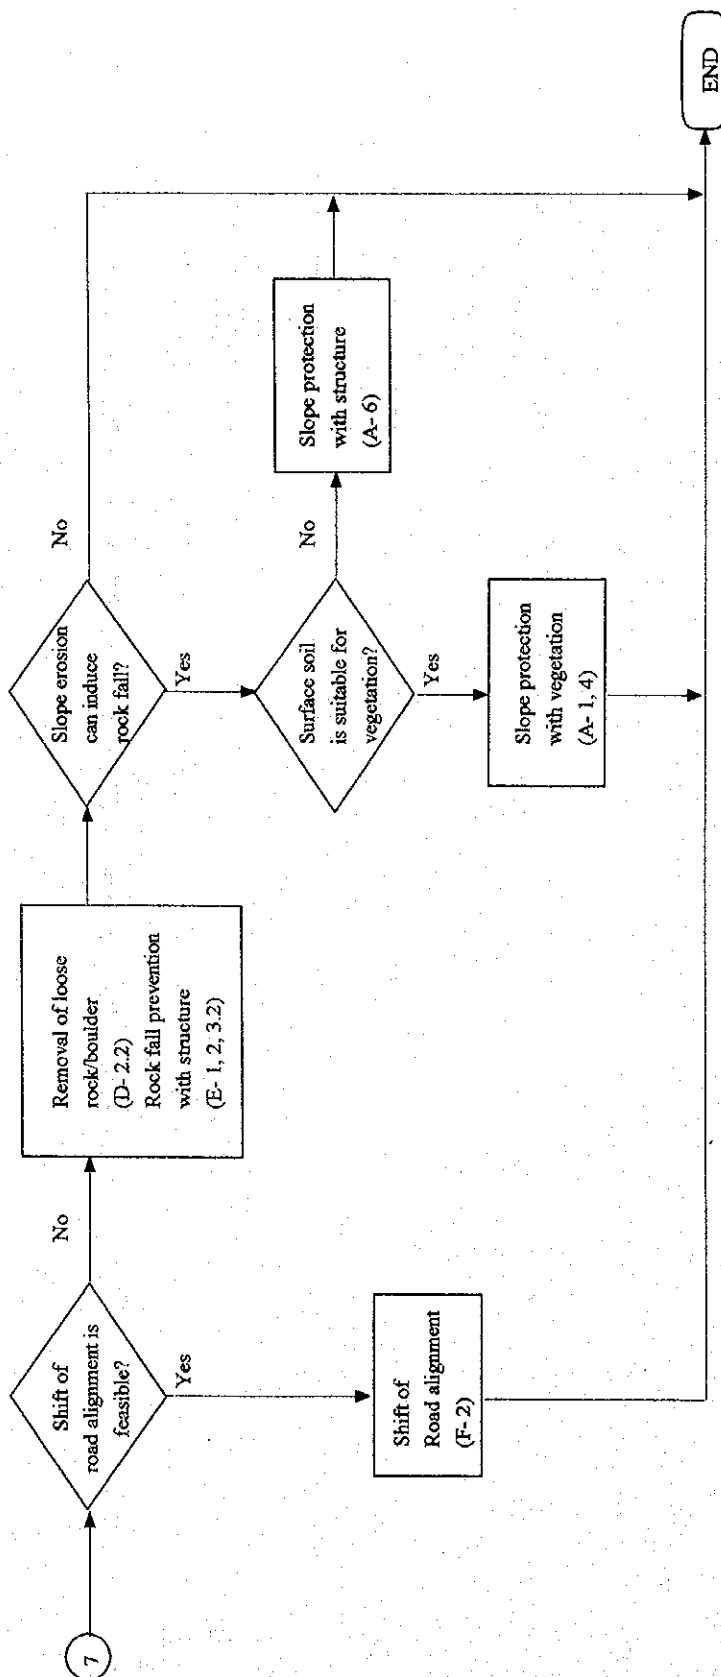 7
Shift of
road alignment is
feasible?
No
Yes
Shift of
Road alignment
(F- 2)
Removal of loose
rock/boulder
(D- 2.2)
Rock fall prevention
with structure
(E- 1, 2, 3.2)
Slope erosion
can induce
rock fall?
No
Yes
Surface soil
is suitable for
vegetation?
No
Yes
Slope protection
with structure
(A- 6)
Slope protection
with vegetation
(A- 1, 4)
END